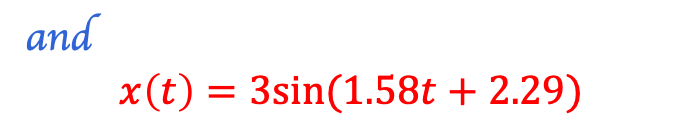 and
x(t) = 3sin(1.58t + 2.29)